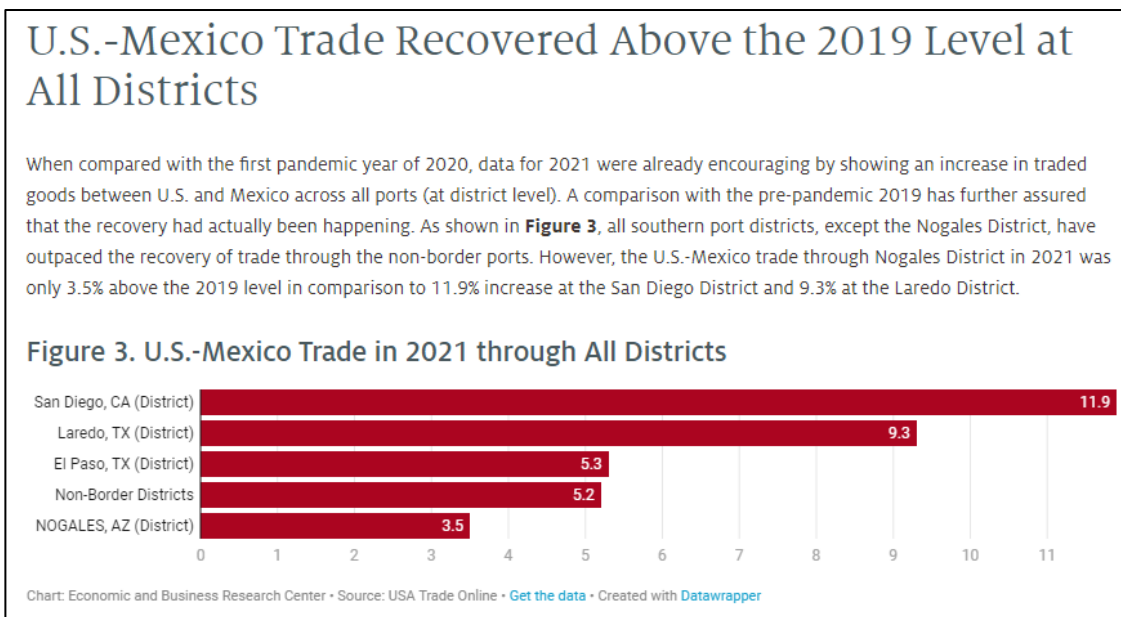 U.S.-Mexico Trade Recovered Above the 2019 Level at
All Districts
When compared with the first pandemic year of 2020, data for 2021 were already encouraging by showing an increase in traded
goods between U.S. and Mexico across all ports (at district level). A comparison with the pre-pandemic 2019 has further assured
that the recovery had actually been happening. As shown in Figure 3, all southern port districts, except the Nogales District, have
outpaced the recovery of trade through the non-border ports. However, the U.S.-Mexico trade through Nogales District in 2021 was
only 3.5% above the 2019 level in comparison to 11.9% increase at the San Diego District and 9.3% at the Laredo District.
Figure 3. U.S.-Mexico Trade in 2021 through All Districts
San Diego, CA (District) 11.9
Laredo, TX (District) 9.3
El Paso, TX (District) 5.3
Non-Border Districts 5.2
NOGALES, AZ (District) 3.5
0 1 2 3 4 5 6 7 8 9 10 11
Chart: Economic and Business Research Center • Source: USA Trade Online • Get the data • Created with Datawrapper